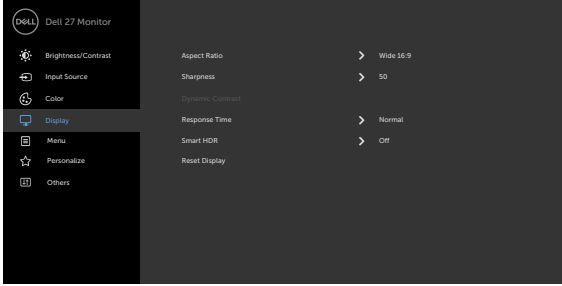 DELL Dell 27 Monitor
Brightness/Contrast
Input Source
Color
Display
Menu
Personalize
Others
Aspect Ratio Wide 16:9
Sharpness 50
Dynamic Contrast
Response Time Normal
Smart HDR Off
Reset Display